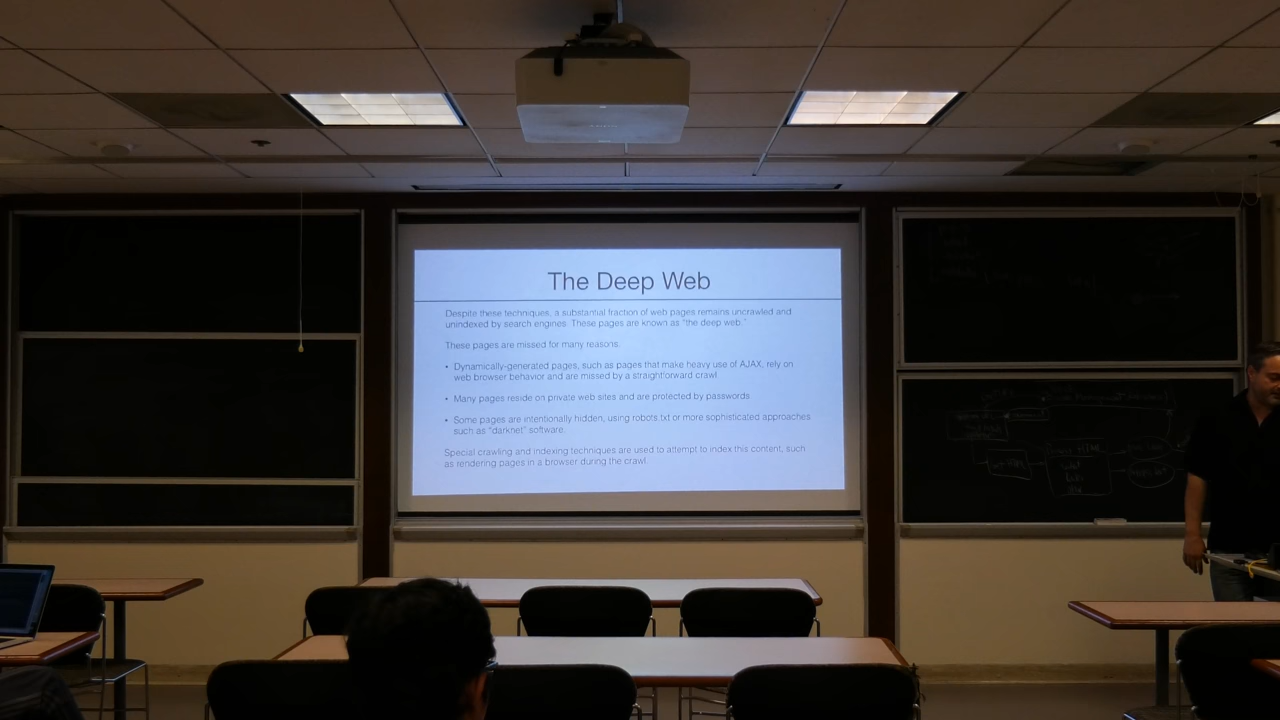 The Deep Web
Despite these techniques, a substantial fraction of web pages remains uncrawled and
unindexed by search engines. These pages are known as "the deep web."
These pages are missed for many reasons.
• Dynamically-generated pages, such as pages that make heavy use of AJAX, rely on
web browser behavior and are missed by a straightforward crawl
• Many pages reside on private web sites and are protected by passwords
• Some pages are intentionally hidden, using robots.txt or more sophisticated approaches
such as "darknet" software.
Special crawling and indexing techniques are used to attempt to index this content, such
as rendering pages in a browser during the crawl.